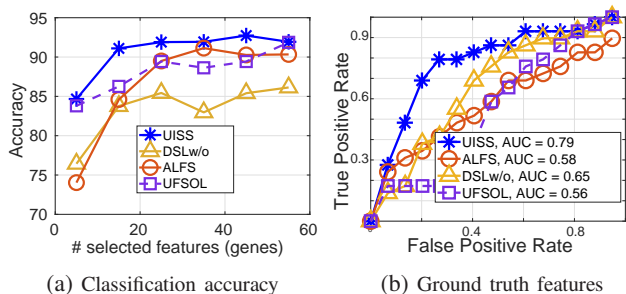 Accuracy
95
90
85
80
75
70
UISS
DSLw/o
ALFS
UFSOL
0 20 40 60
# selected features (genes)
(a) Classification accuracy
True Positive Rate
0.9
0.6
0.3
UISS, AUC = 0.79
ALFS, AUC = 0.58
DSLw/o, AUC = 0.65
UFSOL, AUC = 0.56
0 0.4 0.8
False Positive Rate
(b) Ground truth features